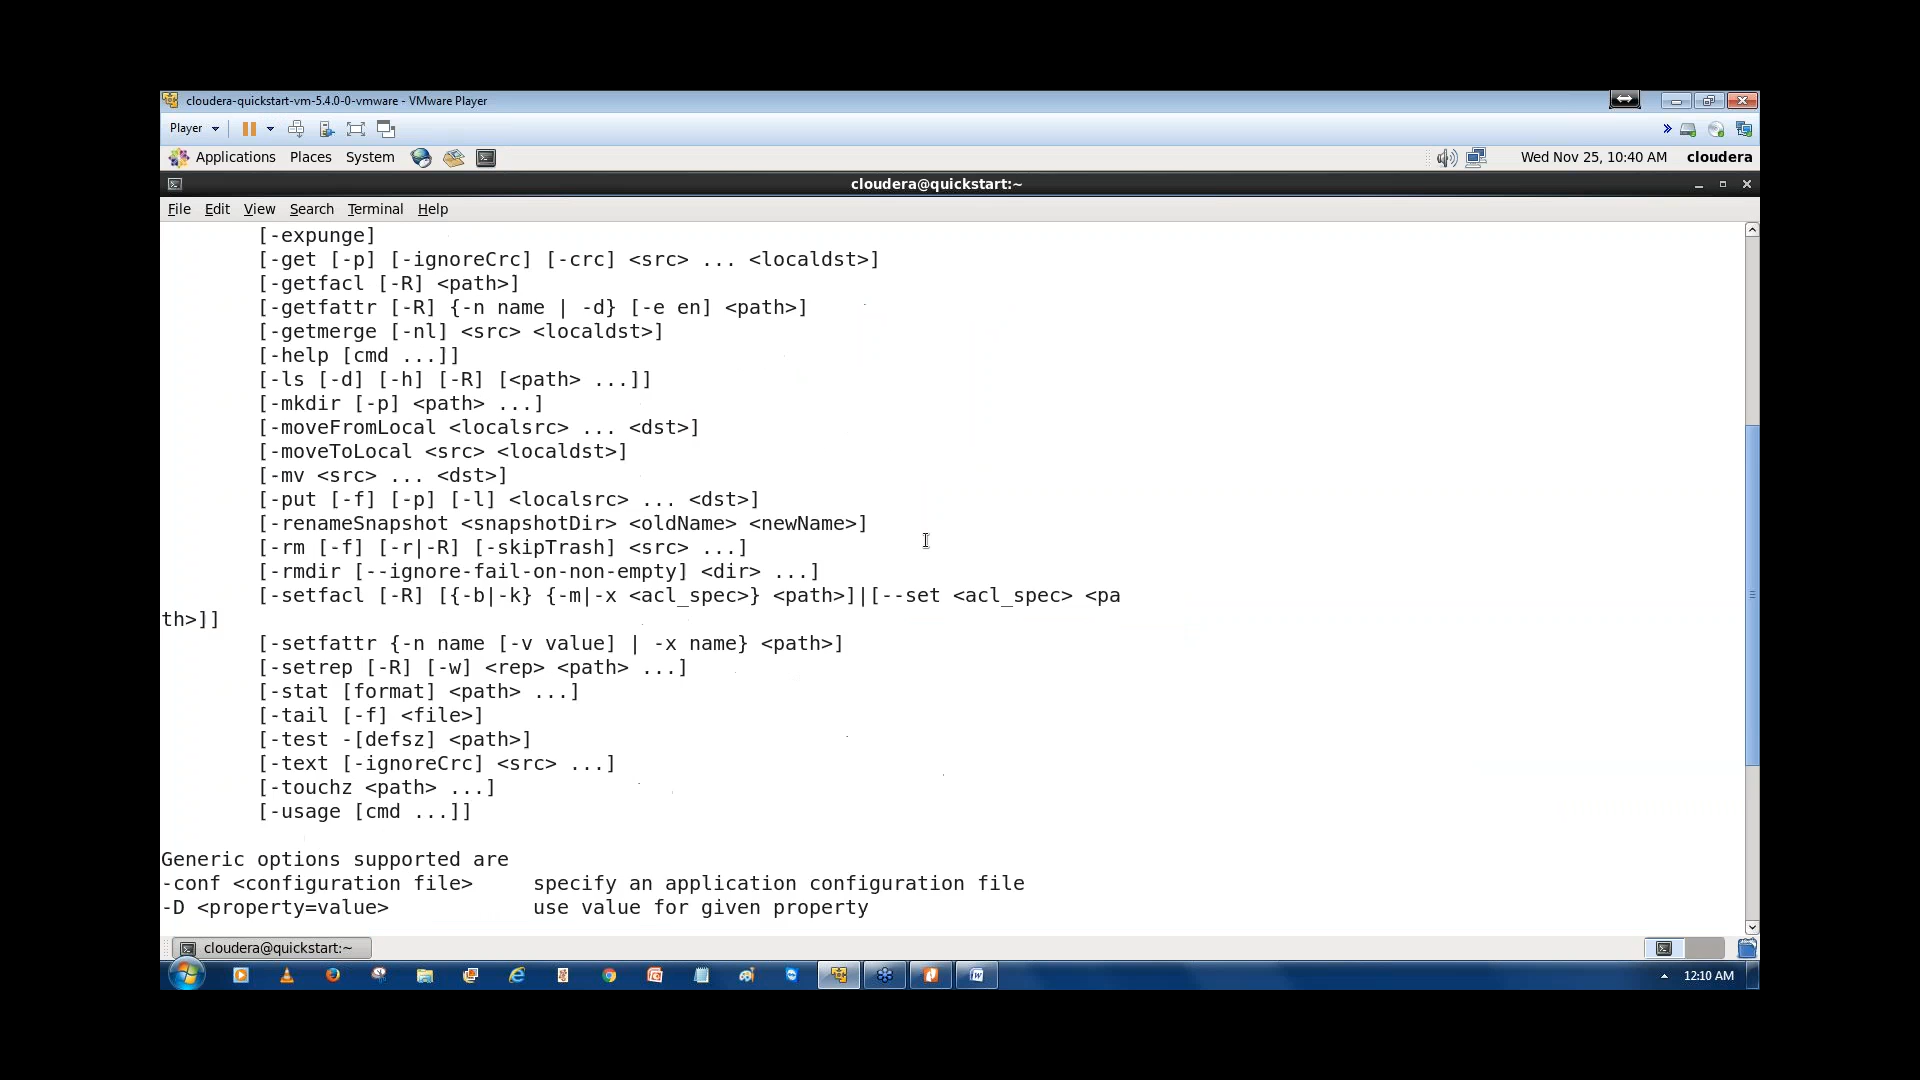 cloudera-quickstart-vm-5.4.0-0-vmware - VMware Player
Player
Applications Places System Wed Nov 25, 10:40 AM cloudera
cloudera@quickstart:~
File Edit View Search Terminal Help
[-expunge]
[-get [-p] [-ignoreCrc] [-crc] <src> ... <localdst>]
[-getfacl [-R] <path>]
[-getfattr [-R] {-n name | -d} [-e en] <path>]
[-getmerge [-nl] <src> <localdst>]
[-help [cmd ...]]
[-ls [-d] [-h] [-R] [<path> ...]]
[-mkdir [-p] <path> ...]
[-moveFromLocal <localsrc> ... <dst>]
[-moveToLocal <src> <localdst>]
[-mv <src> ... <dst>]
[-put [-f] [-p] [-l] <localsrc> ... <dst>]
[-renameSnapshot <snapshotDir> <oldName> <newName>]
[-rm [-f] [-r|-R] [-skipTrash] <src> ...]
[-rmdir [--ignore-fail-on-non-empty] <dir> ...]
[-setfacl [-R] [{-b|-k} {-m|-x <acl_spec>} <path>]|[--set <acl_spec> <pa
th>]]
[-setfattr {-n name [-v value] | -x name} <path>]
[-setrep [-R] [-w] <rep> <path> ...]
[-stat [format] <path> ...]
[-tail [-f] <file>]
[-test -[defsz] <path>]
[-text [-ignoreCrc] <src> ...]
[-touchz <path> ...]
[-usage [cmd ...]]
Generic options supported are
-conf <configuration file> specify an application configuration file
-D <property=value> use value for given property
cloudera@quickstart:~
12:10 AM